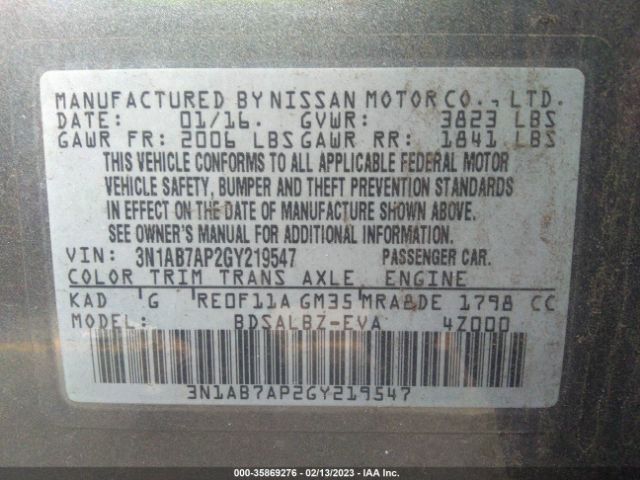 MANUFACTURED BY NISSAN MOTOR CO., LTD.
DATE: 01/16. GVWR: 3823 LBS
GAWR FR: 2006 LBS GAWR RR: 1841 LBS
THIS VEHICLE CONFORMS TO ALL APPLICABLE FEDERAL MOTOR
VEHICLE SAFETY, BUMPER AND THEFT PREVENTION STANDARDS
IN EFFECT ON THE DATE OF MANUFACTURE SHOWN ABOVE.
SEE OWNER'S MANUAL FOR ADDITIONAL INFORMATION.
VIN: 3N1AB7AP2GY219547 PASSENGER CAR.
COLOR TRIM TRANS AXLE ENGINE
KAD G RE0F11A GM35 MRA8DE 1798 CC
MODEL: BDSALBZ-EVA 4Z000
3N1AB7AP2GY219547
000-35869276 | 02/13/2023 - IAA Inc.